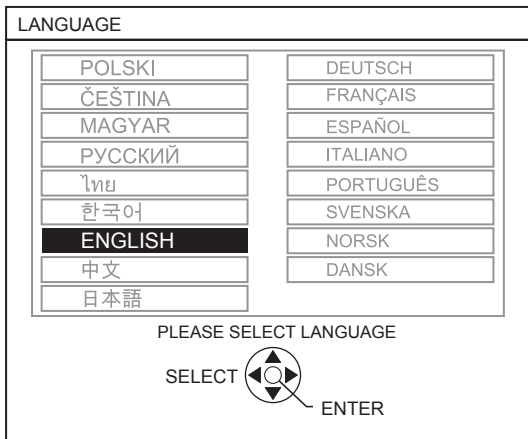 LANGUAGE
POLSKI
ČEŠTINA
MAGYAR
РУССКИЙ
ไทย
한국어
ENGLISH
中文
日本語
DEUTSCH
FRANÇAIS
ESPAÑOL
ITALIANO
PORTUGUÊS
SVENSKA
NORSK
DANSK
PLEASE SELECT LANGUAGE
SELECT
ENTER